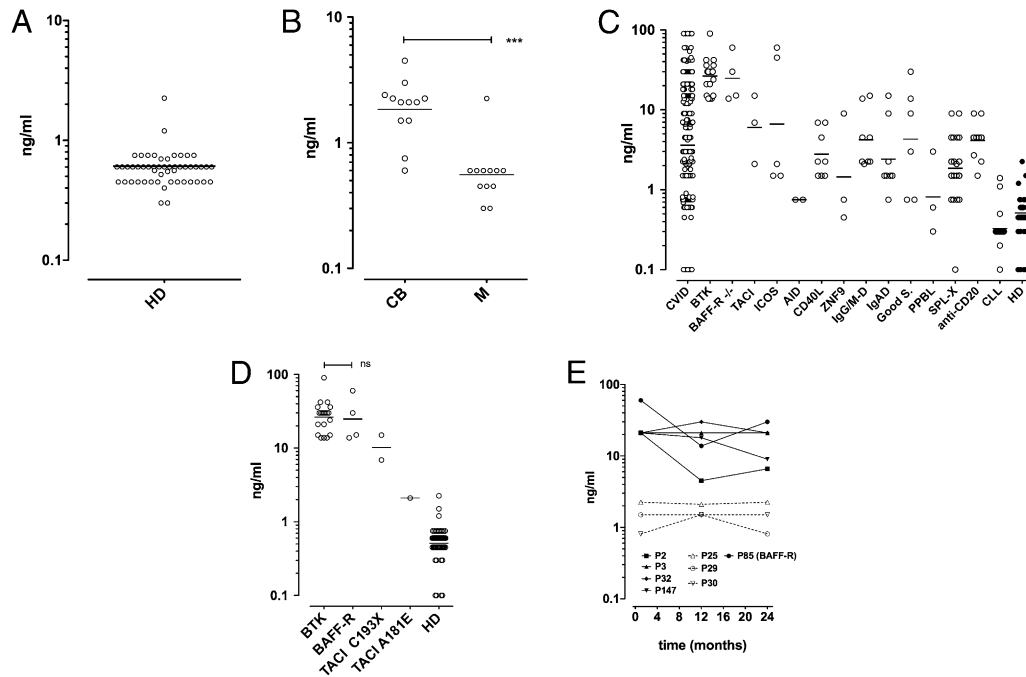 A
10
1
0.1
ng/ml
HD
B
10
1
0.1
ng/ml
***
CB
M
C
100
10
1
0.1
ng/ml
CVID
BTK
BAFF-R -/-
TACI
ICOS
AID
CD40L
ZNF9
IgG/M-D
IgAD
Good S.
PPBL
SPL-X
anti-CD20
CLL
HD
D
ns
100
10
1
0.1
ng/ml
BTK
BAFF-R
TACI C193X
TACI A181E
HD
E
100
10
1
0.1
ng/ml
P2
P3
P32
P147
P25
P29
P30
P85 (BAFF-R)
0 4 8 12 16 20 24
time (months)